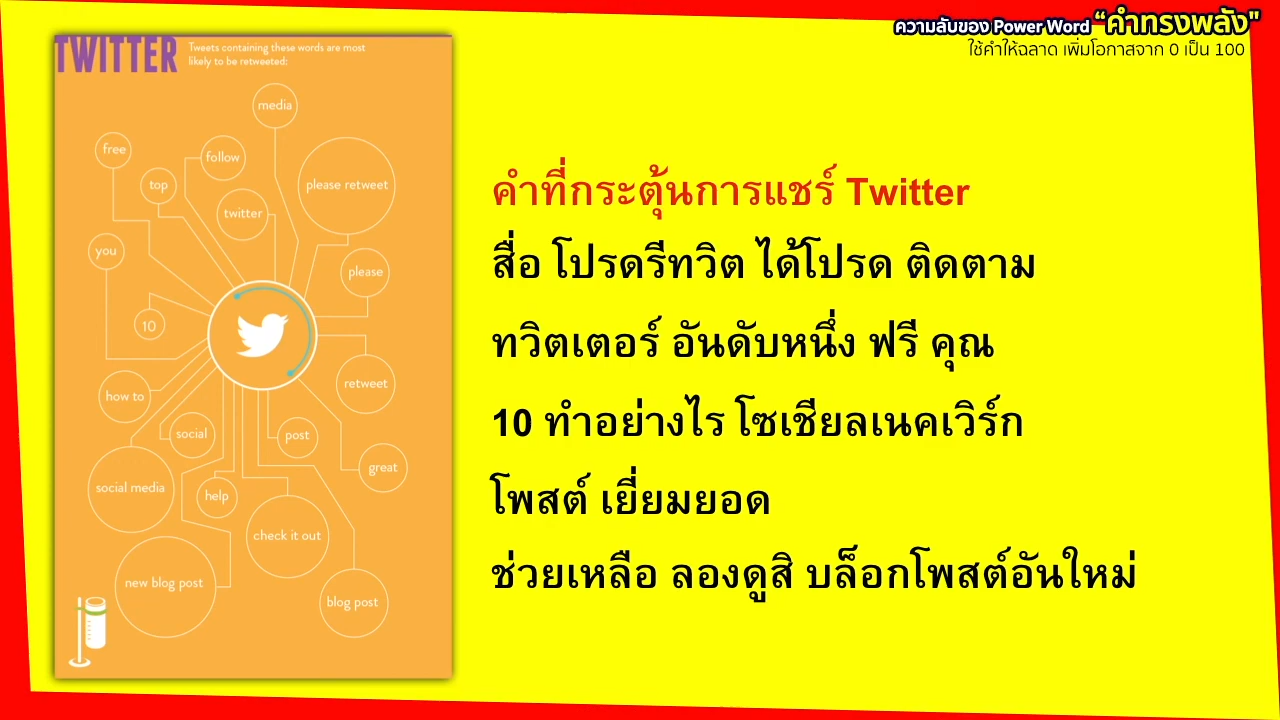 ความลับของ Power Word “คำทรงพลัง"
ใช้คำให้ฉลาด เพิ่มโอกาสจาก 0 เป็น 100
TWITTER
Tweets containing these words are most
likely to be retweeted:
media
free
follow
top
please retweet
twitter
you
please
10
retweet
how to
social
post
great
social media
help
check it out
new blog post
blog post
คำที่กระตุ้นการแชร์ Twitter
สื่อ โปรดรีทวิต ได้โปรด ติดตาม
ทวิตเตอร์ อันดับหนึ่ง ฟรี คุณ
10 ทำอย่างไร โซเชียลเนคเวิร์ก
โพสต์ เยี่ยมยอด
ช่วยเหลือ ลองดูสิ บล็อกโพสต์อันใหม่